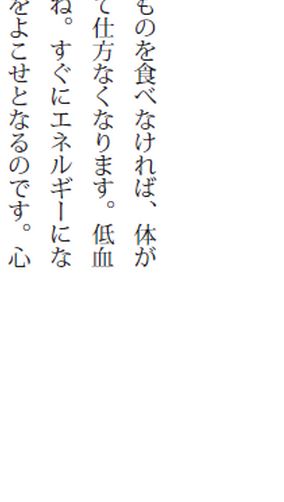 ものを食べなければ、体が
て仕方なくなります。低血
ね。すぐにエネルギーにな
をよこせとなるのです。心